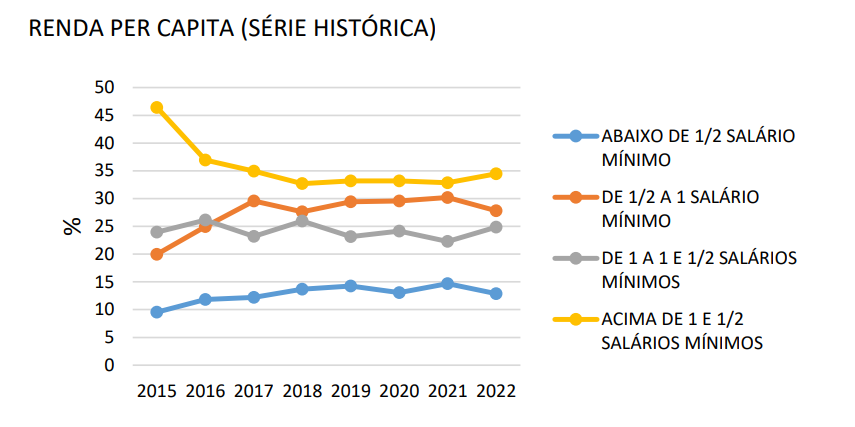 RENDA PER CAPITA (SÉRIE HISTÓRICA)
50
45
40
35
30
25
20
15
10
5
0
%
2015 2016 2017 2018 2019 2020 2021 2022
ABAIXO DE 1/2 SALÁRIO
MÍNIMO
DE 1/2 A 1 SALÁRIO
MÍNIMO
DE 1 A 1 E 1/2 SALÁRIOS
MÍNIMOS
ACIMA DE 1 E 1/2
SALÁRIOS MÍNIMOS